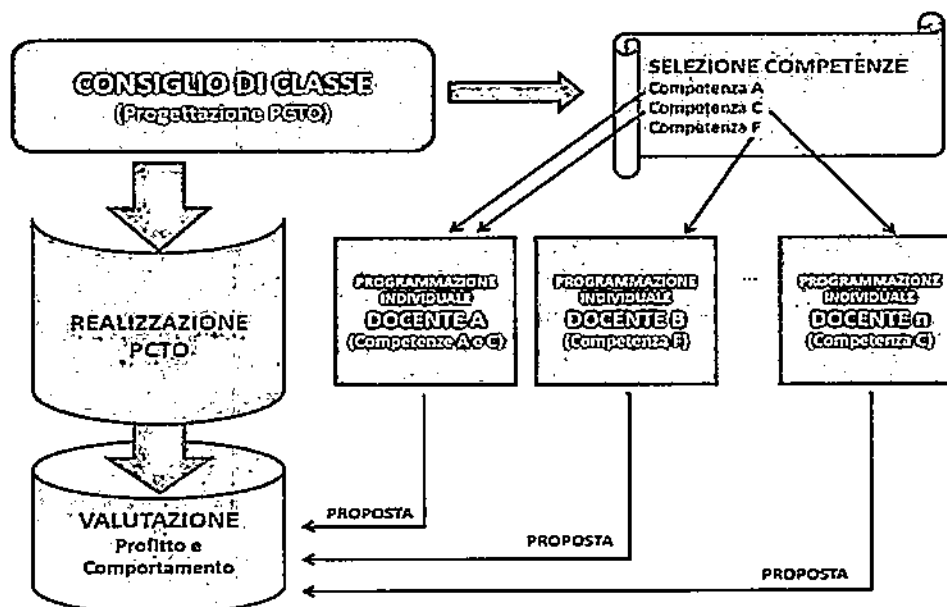 CONSIGLIO DI CLASSE
(Progettazione PCTO)
SELEZIONE COMPETENZE
Competenza A
Competenza C
Competenza F
REALIZZAZIONE
PCTO
PROGRAMMAZIONE
INDIVIDUALE
DOCENTE A
(Competenze A e C)
PROGRAMMAZIONE
INDIVIDUALE
DOCENTE B
(Competenza F)
...
PROGRAMMAZIONE
INDIVIDUALE
DOCENTE n
(Competenza C)
VALUTAZIONE
Profitto e
Comportamento
PROPOSTA
PROPOSTA
PROPOSTA